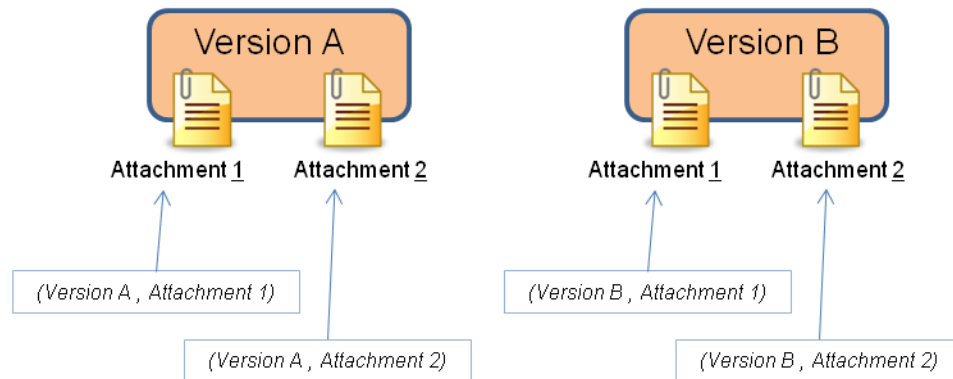 Version A
Version B
Attachment 1
Attachment 2
Attachment 1
Attachment 2
(Version A , Attachment 1)
(Version B , Attachment 1)
(Version A , Attachment 2)
(Version B , Attachment 2)